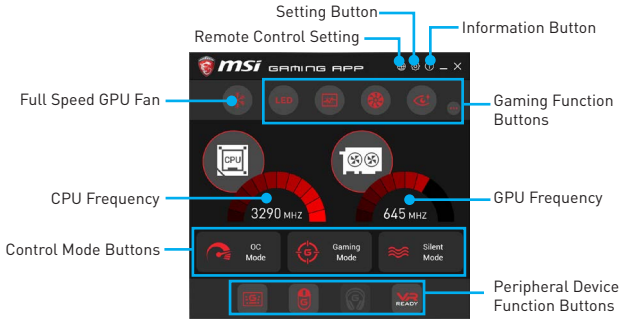 Setting Button
Remote Control Setting
Information Button
msi GAMING APP
Full Speed GPU Fan
LED
Gaming Function
Buttons
CPU
CPU Frequency
GPU Frequency
3290 MHZ
645 MHZ
Control Mode Buttons
OC
Mode
Gaming
Mode
Silent
Mode
G
G
G
G
VR
READY
Peripheral Device
Function Buttons